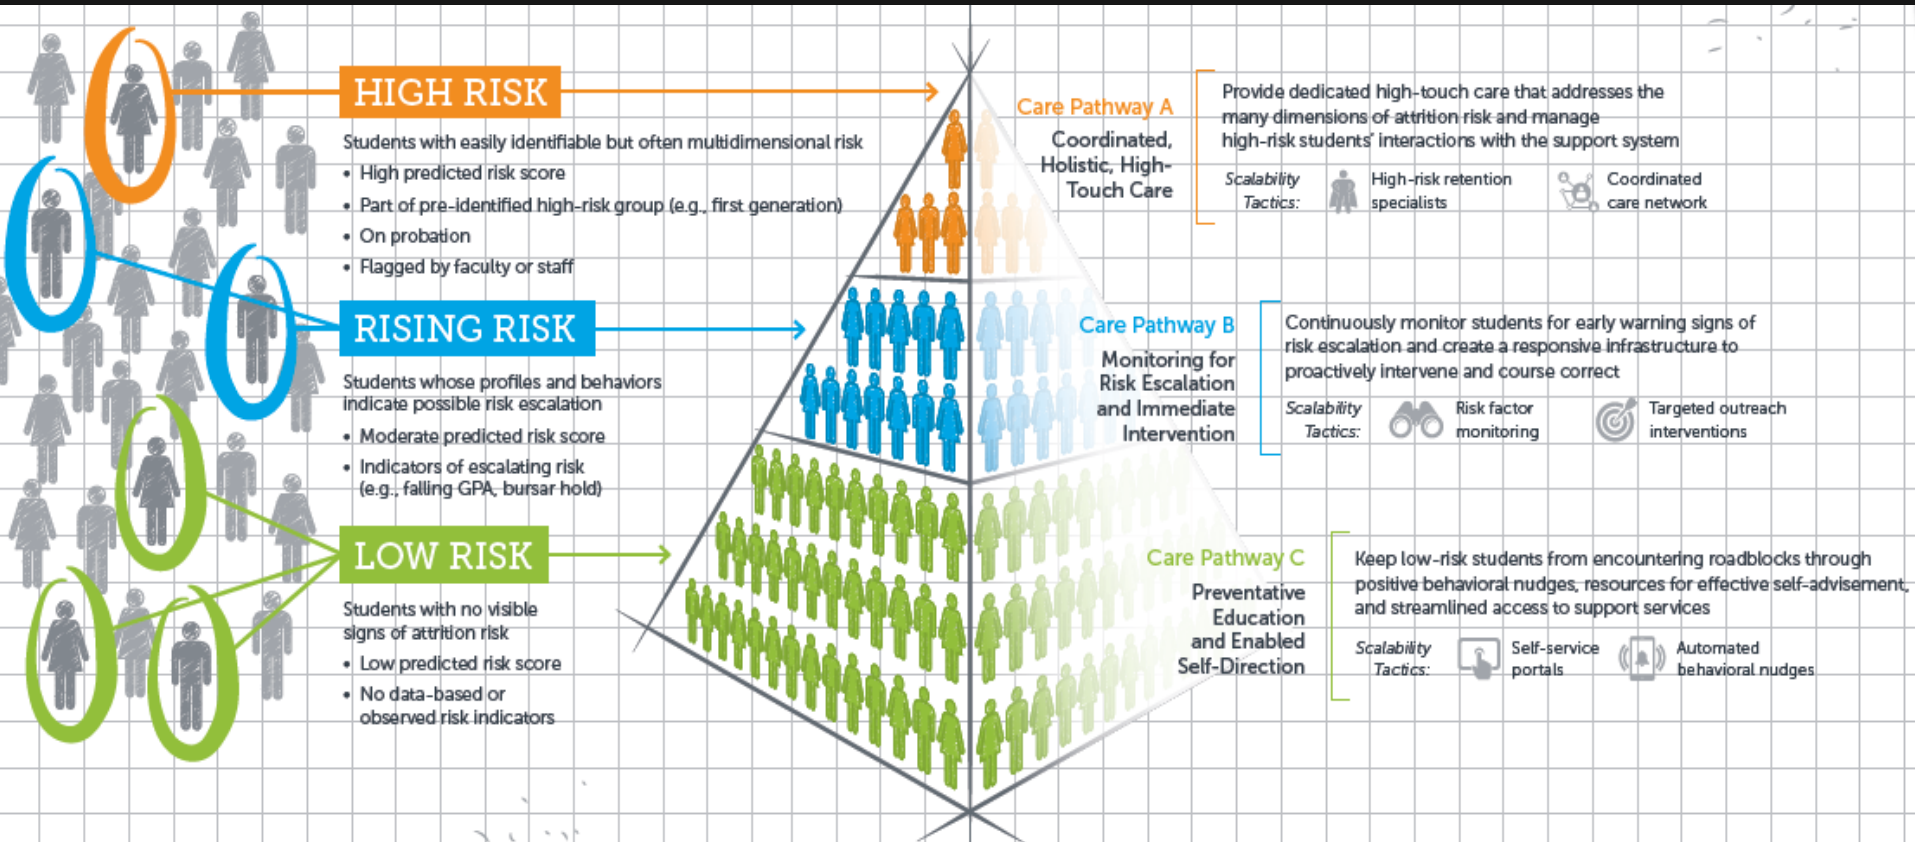 HIGH RISK
Students with easily identifiable but often multidimensional risk
• High predicted risk score
• Part of pre-identified high-risk group (e.g., first generation)
• On probation
• Flagged by faculty or staff
RISING RISK
Students whose profiles and behaviors
indicate possible risk escalation
• Moderate predicted risk score
• Indicators of escalating risk
(e.g., falling GPA, bursar hold)
LOW RISK
Students with no visible
signs of attrition risk
• Low predicted risk score
• No data-based or
observed risk indicators
Care Pathway A
Coordinated,
Holistic, High-
Touch Care
Provide dedicated high-touch care that addresses the
many dimensions of attrition risk and manage
high-risk students' interactions with the support system
Scalability
Tactics:
High-risk retention
specialists
Coordinated
care network
Care Pathway B
Monitoring for
Risk Escalation
and Immediate
Intervention
Continuously monitor students for early warning signs of
risk escalation and create a responsive infrastructure to
proactively intervene and course correct
Scalability
Tactics:
Risk factor
monitoring
Targeted outreach
interventions
Care Pathway C
Preventative
Education
and Enabled
Self-Direction
Keep low-risk students from encountering roadblocks through
positive behavioral nudges, resources for effective self-advisement,
and streamlined access to support services
Scalability
Tactics:
Self-service
portals
Automated
behavioral nudges